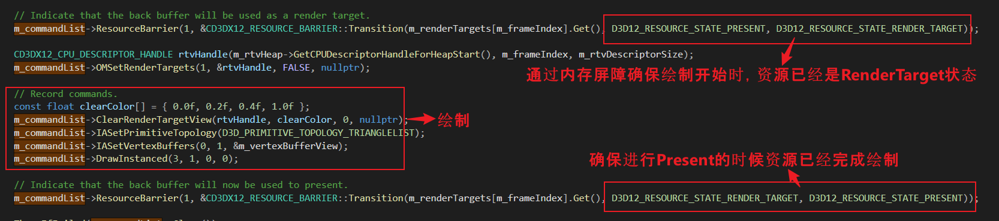 // Indicate that the back buffer will be used as a render target.
m_commandList->ResourceBarrier(1, &CD3DX12_RESOURCE_BARRIER::Transition(m_renderTargets[m_frameIndex].Get(), D3D12_RESOURCE_STATE_PRESENT, D3D12_RESOURCE_STATE_RENDER_TARGET));
CD3DX12_CPU_DESCRIPTOR_HANDLE rtvHandle(m_rtvHeap->GetCPUDescriptorHandleForHeapStart(), m_frameIndex, m_rtvDescriptorSize);
m_commandList->OMSetRenderTargets(1, &rtvHandle, FALSE, nullptr);
通过内存屏障确保绘制开始时, 资源已经是RenderTarget状态
// Record commands.
const float clearColor[] = { 0.0f, 0.2f, 0.4f, 1.0f };
m_commandList->ClearRenderTargetView(rtvHandle, clearColor, 0, nullptr);
绘制
m_commandList->IASetPrimitiveTopology(D3D_PRIMITIVE_TOPOLOGY_TRIANGLELIST);
m_commandList->IASetVertexBuffers(0, 1, &m_vertexBufferView);
m_commandList->DrawInstanced(3, 1, 0, 0);
确保进行Present的时候资源已经完成绘制
// Indicate that the back buffer will now be used to present.
m_commandList->ResourceBarrier(1, &CD3DX12_RESOURCE_BARRIER::Transition(m_renderTargets[m_frameIndex].Get(), D3D12_RESOURCE_STATE_RENDER_TARGET, D3D12_RESOURCE_STATE_PRESENT));